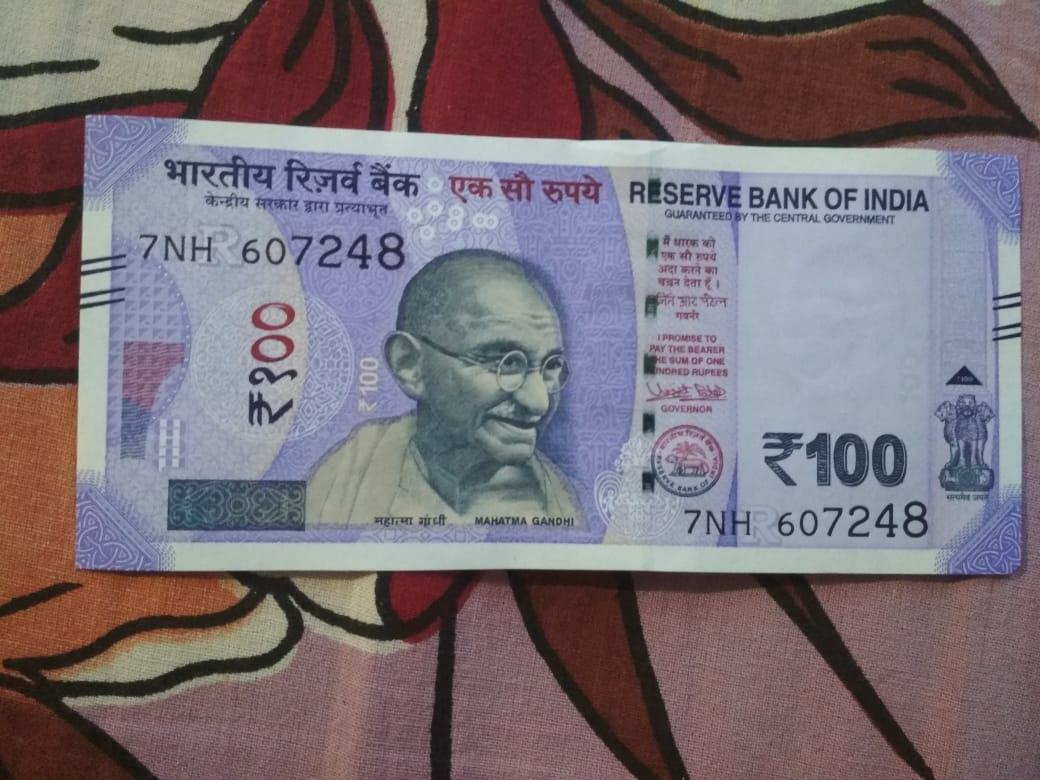 भारतीय रिज़र्व बैंक
केन्द्रीय सरकार द्वारा प्रत्याभूत
एक सौ रुपये
RESERVE BANK OF INDIA
GUARANTEED BY THE CENTRAL GOVERNMENT
7NH 607248
₹१००
₹100
मैं धारक को
एक सौ रुपये
अदा करने का
वचन देता हूँ।
गवर्नर
I PROMISE TO
PAY THE BEARER
THE SUM OF ONE
HUNDRED RUPEES
GOVERNOR
भारतीय रिज़र्व बैंक
RESERVE BANK OF INDIA
₹100
सत्यमेव जयते
महात्मा गांधी MAHATMA GANDHI
7NH 607248